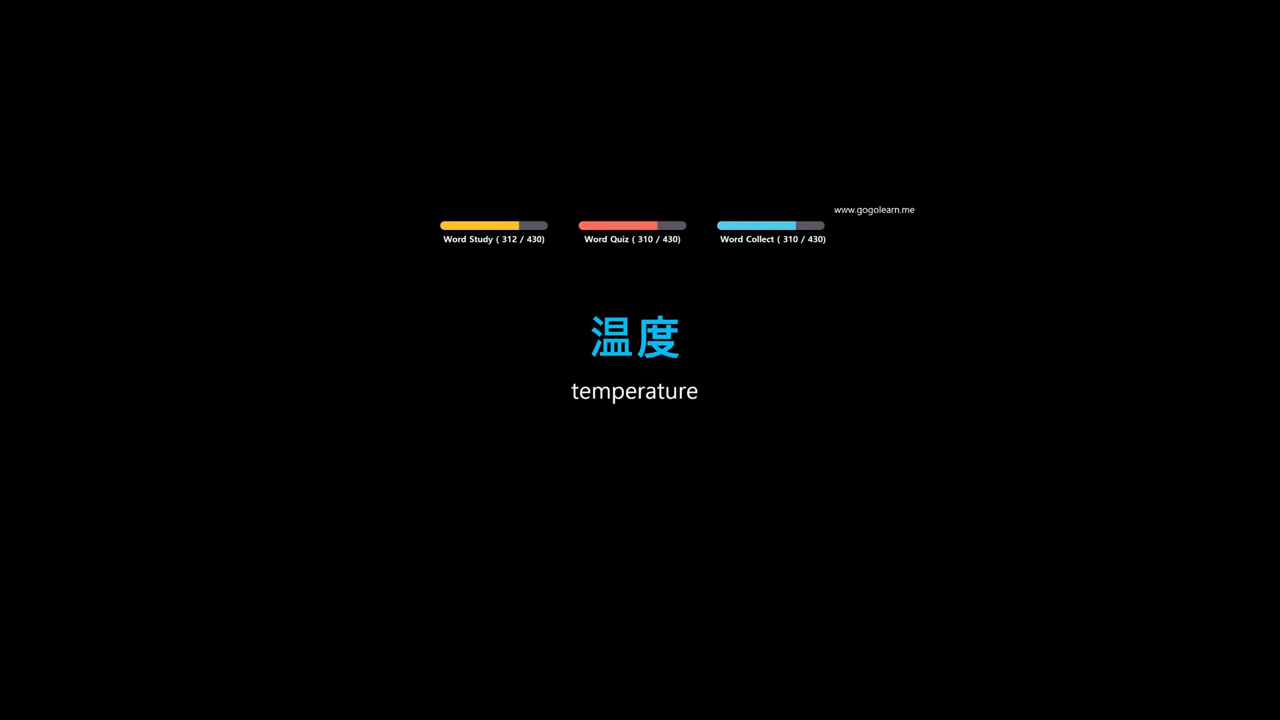 www.gogolearn.me
Word Study ( 312 / 430)
Word Quiz ( 310 / 430)
Word Collect ( 310 / 430)
温度
temperature